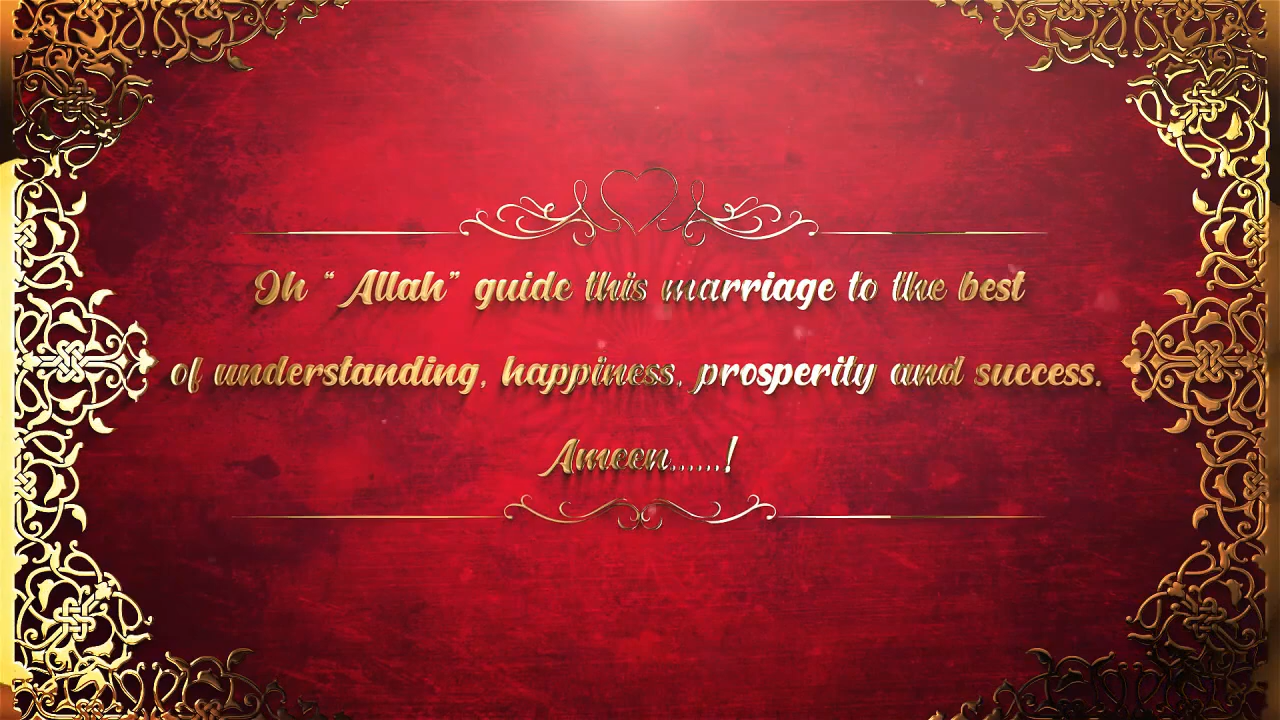 Oh “Allah” guide this marriage to the best
of understanding, happiness, prosperity and success.
Ameen......!